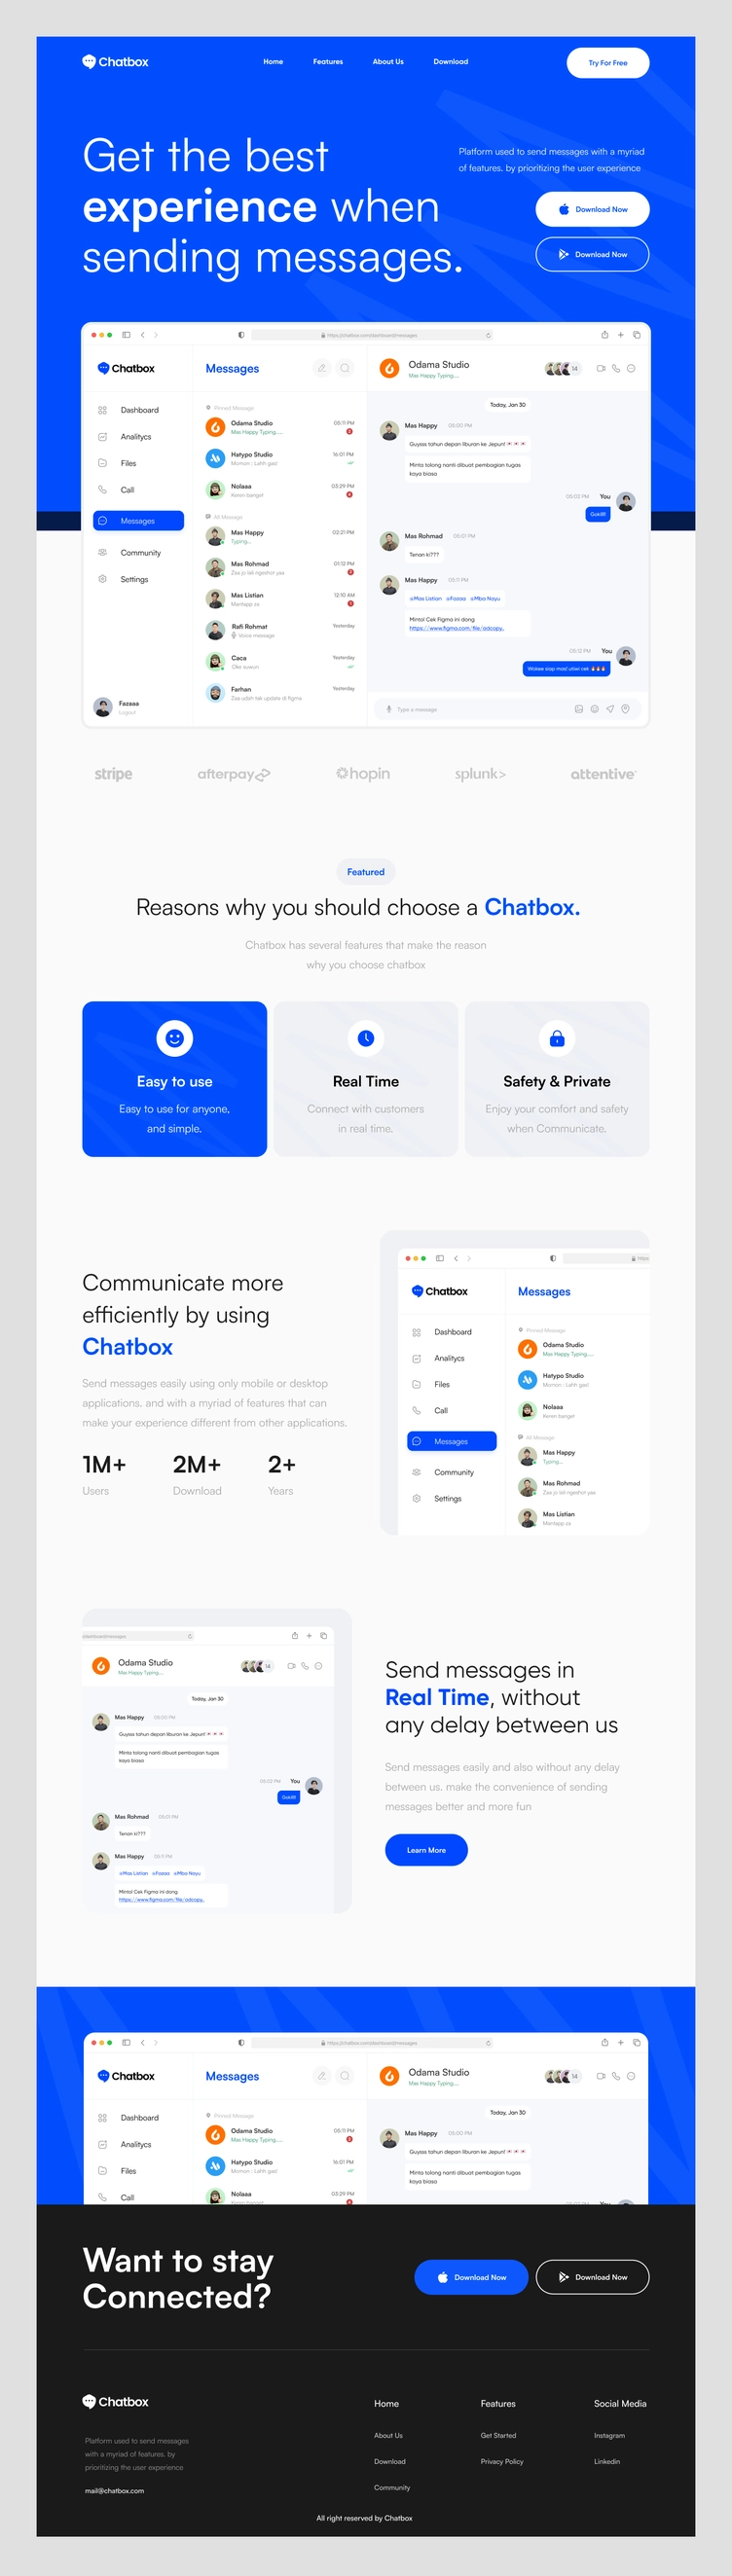 Chatbox
Home
Features
About Us
Download
Try For Free
Get the best
experience when
sending messages.
Platform used to send messages with a myriad
of features. by prioritizing the user experience
Download Now
Download Now
https://chatbox.com/dashboard/messages
Chatbox
Dashboard
Analitycs
Files
Call
Messages
Community
Settings
Fazaaa
Logout
Messages
Pinned Message
Odama Studio
05:11 PM
Mas Happy Typing.....
Hatypo Studio
16:01 PM
Momon : Lahh gas!
Nolaaa
03:29 PM
Keren banget
All Message
Mas Happy
02:21 PM
Typing...
Mas Rohmad
01:12 PM
Zaa jo lali ngeshot yaa
Mas Listian
12:10 AM
Mantapp za
Rafi Rohmat
Yesterday
Voice message
Caca
Yesterday
Oke suwun
Farhan
Yesterday
Zaa udah tak update di figma
Odama Studio
Mas Happy Typing.....
14
Today, Jan 30
Mas Happy
Guyss tahun depan liburan ke Jepun!
Minta tolong nanti dibuat pembagian tugas
kaya biasa
05:02 PM
You
Gokilll!
Mas Rohmad
05:01 PM
Tenan ki???
Mas Happy
05:11 PM
@Mas Listian @Fazaa @Mba Nayu
Mintol Cek Figma ini dong
https://www.figma.com/file/adcopy..
05:12 PM
You
Wokee siap mas! utiwi cek
Type a message
stripe
afterpay
hopin
splunk>
attentive
Featured
Reasons why you should choose a Chatbox.
Chatbox has several features that make the reason
why you choose chatbox
Easy to use
Easy to use for anyone,
and simple.
Real Time
Connect with customers
in real time.
Safety & Private
Enjoy your comfort and safety
when Communicate.
Communicate more
efficiently by using
Chatbox
Send messages easily using only mobile or desktop
applications. and with a myriad of features that can
make your experience different from other applications.
1M+
Users
2M+
Download
2+
Years
https
Chatbox
Dashboard
Analitycs
Files
Call
Messages
Community
Settings
Messages
Pinned Message
Odama Studio
Mas Happy Typing.....
Hatypo Studio
Momon : Lahh gas!
Nolaaa
Keren banget
All Message
Mas Happy
Typing...
Mas Rohmad
Zaa jo lali ngeshot yaa
Mas Listian
Mantapp za
/dashboard/messages
Odama Studio
Mas Happy Typing.....
14
Today, Jan 30
Mas Happy
Guyss tahun depan liburan ke Jepun!
Minta tolong nanti dibuat pembagian tugas
kaya biasa
05:02 PM
You
Gokilll!
Mas Rohmad
05:01 PM
Tenan ki???
Mas Happy
05:11 PM
@Mas Listian @Fazaa @Mba Nayu
Mintol Cek Figma ini dong
https://www.figma.com/file/adcopy..
Send messages in
Real Time, without
any delay between us
Send messages easily and also without any delay
between us. make the convenience of sending
messages better and more fun
Learn More
https://chatbox.com/dashboard/messages
Chatbox
Dashboard
Analitycs
Files
Call
Messages
Pinned Message
Odama Studio
05:11 PM
Mas Happy Typing.....
Hatypo Studio
16:01 PM
Momon : Lahh gas!
Nolaaa
03:29 PM
Keren banget
Odama Studio
Mas Happy Typing.....
14
Today, Jan 30
Mas Happy
Guyss tahun depan liburan ke Jepun!
Minta tolong nanti dibuat pembagian tugas
kaya biasa
You
Want to stay
Connected?
Download Now
Download Now
Chatbox
Platform used to send messages
with a myriad of features. by
prioritizing the user experience
mail@chatbox.com
Home
About Us
Download
Community
Features
Get Started
Privacy Policy
Social Media
Instagram
Linkedin
All right reserved by Chatbox